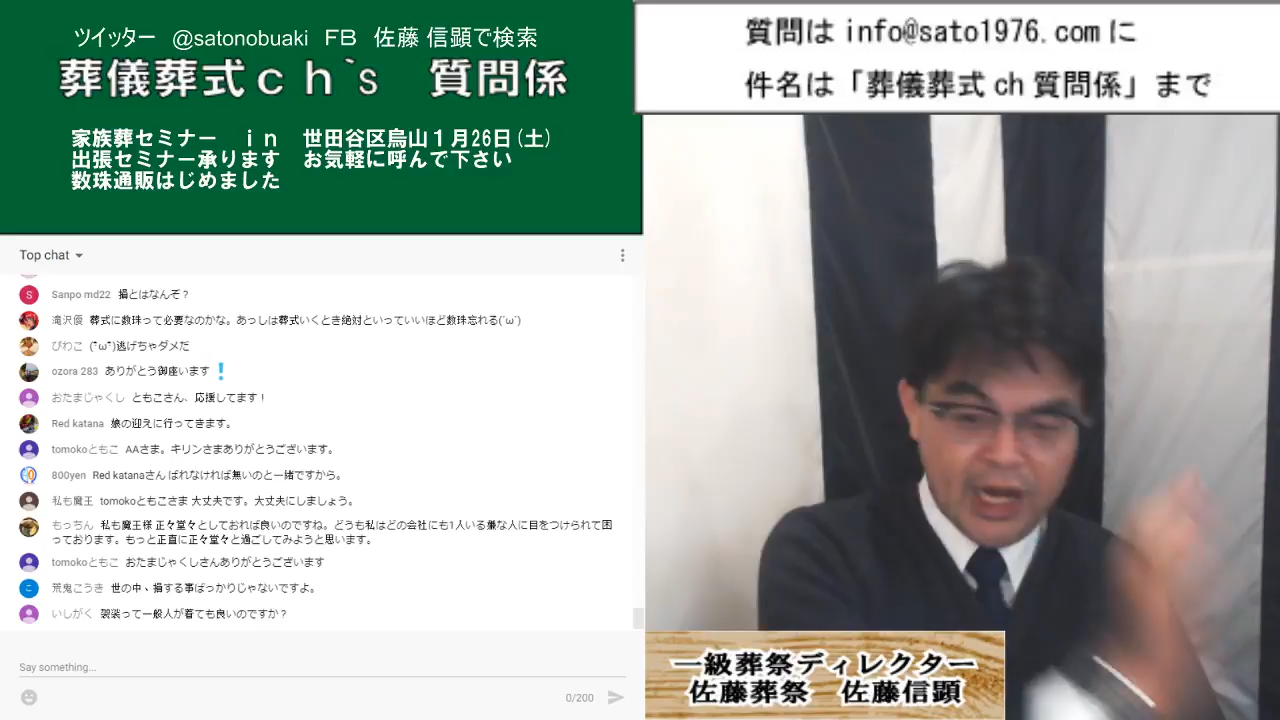 ツイッター　@satonobuaki　FB　佐藤 信顕で検索
葬儀葬式ｃｈ`s　質問係
家族葬セミナー　ｉｎ　世田谷区烏山１月26日(土)
出張セミナー承ります　お気軽に呼んで下さい
数珠通販はじめました
質問は info@sato1976.com に
件名は「葬儀葬式 ch 質問係」まで
Top chat
S Sanpo md22 撮とはなんぞ？
滝沢優 葬式に数珠って必要なのかな。あっしは葬式いくとき絶対といっていいほど数珠忘れる(´ω`)
びわこ (*'ω'*)逃げちゃダメだ
ozora 283 ありがとう御座います❗
おたまじゃくし ともこさん、応援してます！
Red katana 娘の迎えに行ってきます。
tomokoともこ AAさま。キリンさまありがとうございます。
800yen Red katanaさん ばれなければ無いのと一緒ですから。
私も魔王 tomokoともこさま 大丈夫です。大丈夫にしましょう。
もっちん 私も魔王様 正々堂々としておれば良いのですね。どうも私はどの会社にも1人いる嫌な人に目をつけられて困
っております。もっと正直に正々堂々と過ごしてみようと思います。
tomokoともこ おたまじゃくしさんありがとうございます
こ 荒鬼こうき 世の中、撮する事ばっかりじゃないですよ。
いしがく 袈裟って一般人が着ても良いのですか？
Say something...
0/200
一級葬祭ディレクター
佐藤葬祭　佐藤信顕